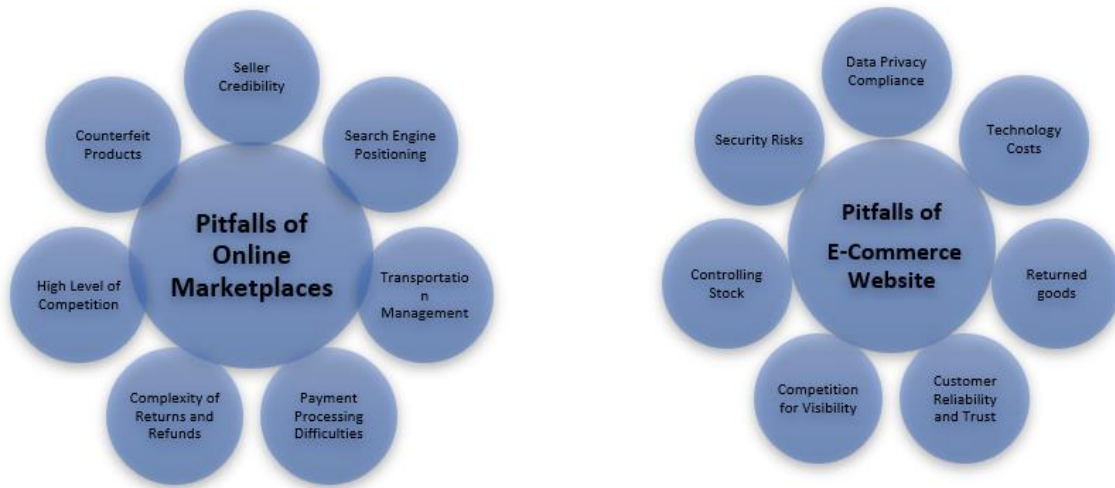 Seller
Credibility
Search Engine
Positioning
Transportatio
n
Management
Payment
Processing
Difficulties
Complexity of
Returns and
Refunds
High Level of
Competition
Counterfeit
Products
Pitfalls of
Online
Marketplaces
Data Privacy
Compliance
Technology
Costs
Returned
goods
Customer
Reliability
and Trust
Competition
for Visibility
Controlling
Stock
Security Risks
Pitfalls of
E-Commerce
Website